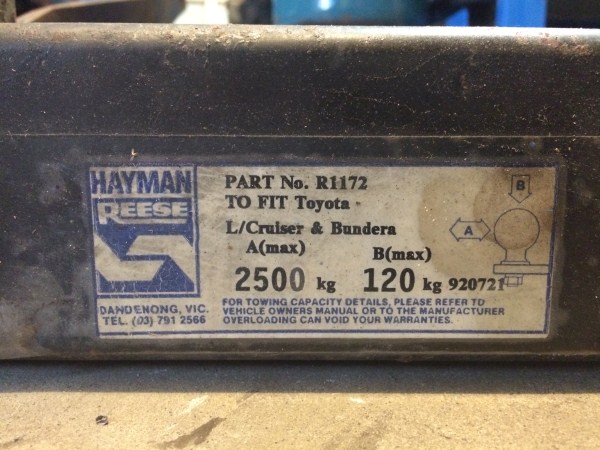 HAYMAN
REESE
DANDENONG, VIC.
TEL. (03) 791 2566
PART No. R1172
TO FIT Toyota -
L/Cruiser & Bundera
A(max) B(max)
2500 kg 120 kg 920721
FOR TOWING CAPACITY DETAILS, PLEASE REFER TO
VEHICLE OWNERS MANUAL OR TO THE MANUFACTURER
OVERLOADING CAN VOID YOUR WARRANTIES.
B
A